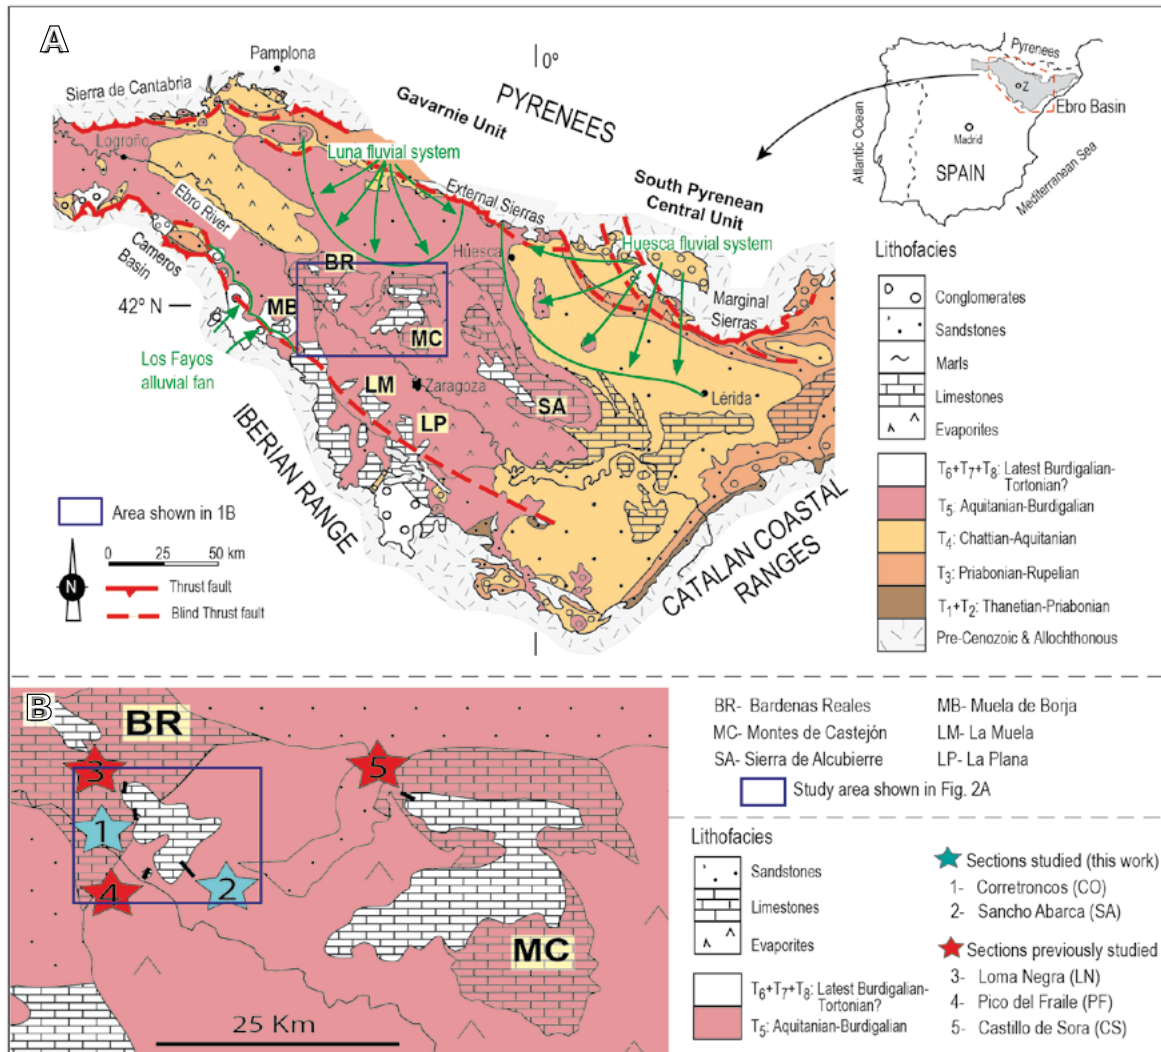 A
0°
Pamplona
Sierra de Cantabria
PYRENEES
Gavarnie Unit
Logroño
Luna fluvial system
External Sierras
South Pyrenean
Central Unit
Ebro River
Huesca
Huesca fluvial system
Cameros
Basin
BR
42º N
MB
MC
Marginal
Sierras
Los Fayos
alluvial fan
LM
Zaragoza
SA
Lérida
LP
IBERIAN RANGE
CATALAN COASTAL
RANGES
Area shown in 1B
0 25 50 km
N
Thrust fault
Blind Thrust fault
Pyrenees
Z
Ebro Basin
Atlantic Ocean
Madrid
SPAIN
Mediterranean Sea
Lithofacies
Conglomerates
Sandstones
Marls
Limestones
Evaporites
T6+T7+T8: Latest Burdigalian-
Tortonian?
T5: Aquitanian-Burdigalian
T4: Chattian-Aquitanian
T3: Priabonian-Rupelian
T1+T2: Thanetian-Priabonian
Pre-Cenozoic & Allochthonous
B
BR
3
5
1
4
2
MC
25 Km
BR- Bardenas Reales
MB- Muela de Borja
MC- Montes de Castejón
LM- La Muela
SA- Sierra de Alcubierre
LP- La Plana
Study area shown in Fig. 2A
Lithofacies
Sandstones
Limestones
Evaporites
T6+T7+T8: Latest Burdigalian-
Tortonian?
T5: Aquitanian-Burdigalian
Sections studied (this work)
1- Corretroncos (CO)
2- Sancho Abarca (SA)
Sections previously studied
3- Loma Negra (LN)
4- Pico del Fraile (PF)
5- Castillo de Sora (CS)